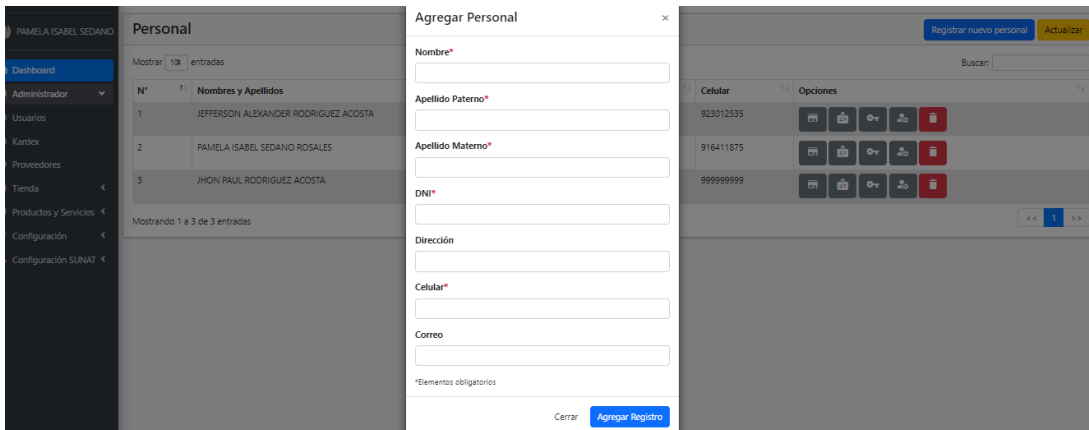 PAMELA ISABEL SEDANO
Dashboard
Administrador
Usuarios
Kardex
Proveedores
Tienda
Productos y Servicios
Configuración
Configuración SUNAT
Personal
Registrar nuevo personal
Actualizar
Mostrar 10 entradas
Buscar:
N° Nombres y Apellidos Celular Opciones
1 JEFFERSON ALEXANDER RODRIGUEZ ACOSTA 923012535
2 PAMELA ISABEL SEDANO ROSALES 916411875
3 JHON PAUL RODRIGUEZ ACOSTA 999999999
Mostrando 1 a 3 de 3 entradas
<< 1 >>
Agregar Personal ×
Nombre*
Apellido Paterno*
Apellido Materno*
DNI*
Dirección
Celular*
Correo
*Elementos obligatorios
Cerrar Agregar Registro